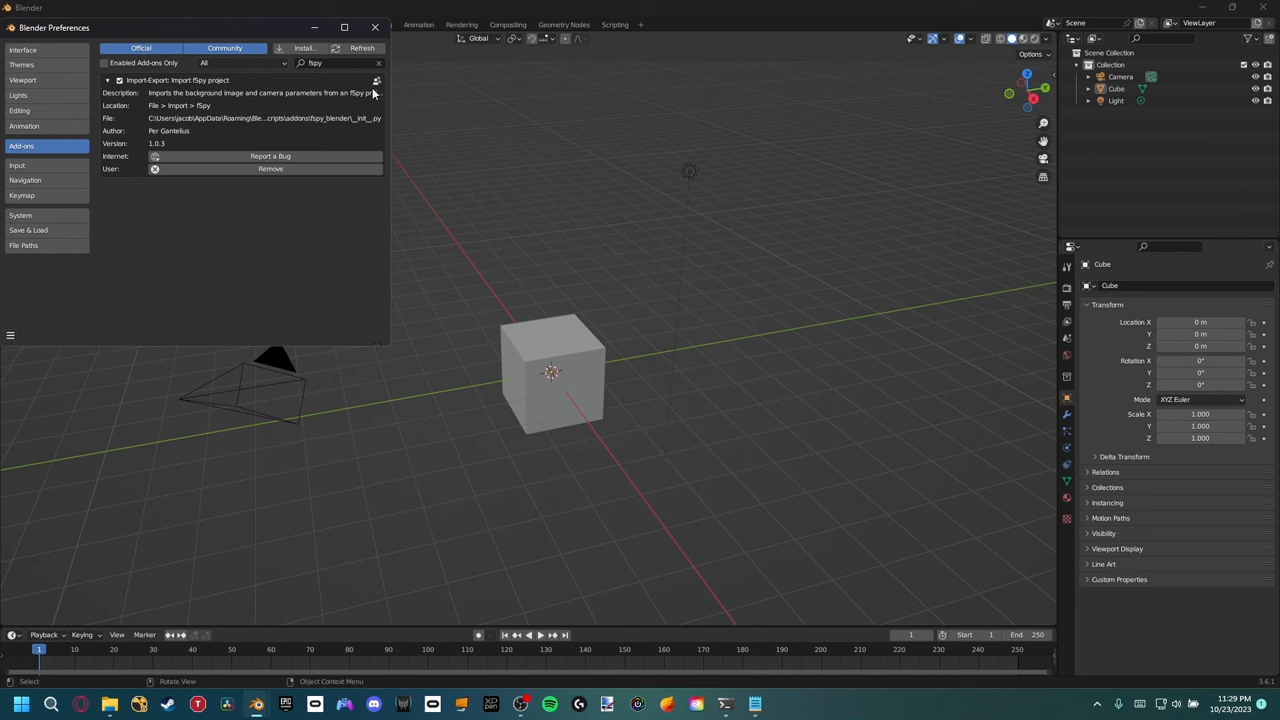 Blender
Blender Preferences
Animation
Rendering
Compositing
Geometry Nodes
Scripting
+
Scene
ViewLayer
Global
Options
Interface
Themes
Viewport
Lights
Editing
Animation
Add-ons
Input
Navigation
Keymap
System
Save & Load
File Paths
Official
Community
Install...
Refresh
Enabled Add-ons Only
All
fspy
Import-Export: Import fSpy project
Description: Imports the background image and camera parameters from an fSpy pr...
Location: File > Import > fSpy
File: C:\Users\jacob\AppData\Roaming\Ble...cripts\addons\fspy_blender\__init__.py
Author: Per Gantelius
Version: 1.0.3
Internet: Report a Bug
User: Remove
Z
Y
X
Scene Collection
Collection
Camera
Cube
Light
Cube
Cube
Transform
Location X 0 m
Y 0 m
Z 0 m
Rotation X 0°
Y 0°
Z 0°
Mode XYZ Euler
Scale X 1.000
Y 1.000
Z 1.000
Delta Transform
Relations
Collections
Instancing
Motion Paths
Visibility
Viewport Display
Line Art
Custom Properties
Playback Keying View Marker
1 Start 1 End 250
1 10 20 30 40 50 60 70 80 90 100 110 120 130 140 150 160 170 180 190 200 210 220 230 240 250
Select Rotate View Object Context Menu 3.6.1
11:29 PM
10/23/2023